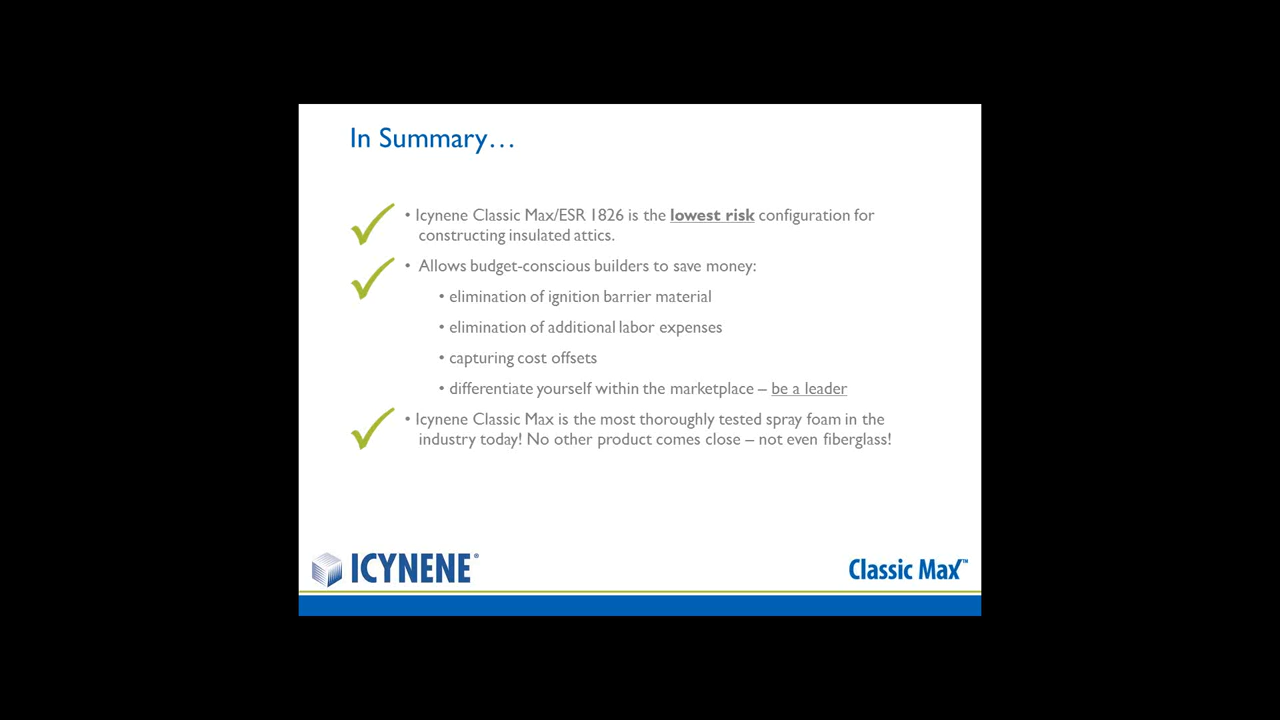 In Summary…
• Icynene Classic Max/ESR 1826 is the lowest risk configuration for
constructing insulated attics.
• Allows budget-conscious builders to save money:
• elimination of ignition barrier material
• elimination of additional labor expenses
• capturing cost offsets
• differentiate yourself within the marketplace – be a leader
• Icynene Classic Max is the most thoroughly tested spray foam in the
industry today! No other product comes close – not even fiberglass!
ICYNENE®
Classic Max™